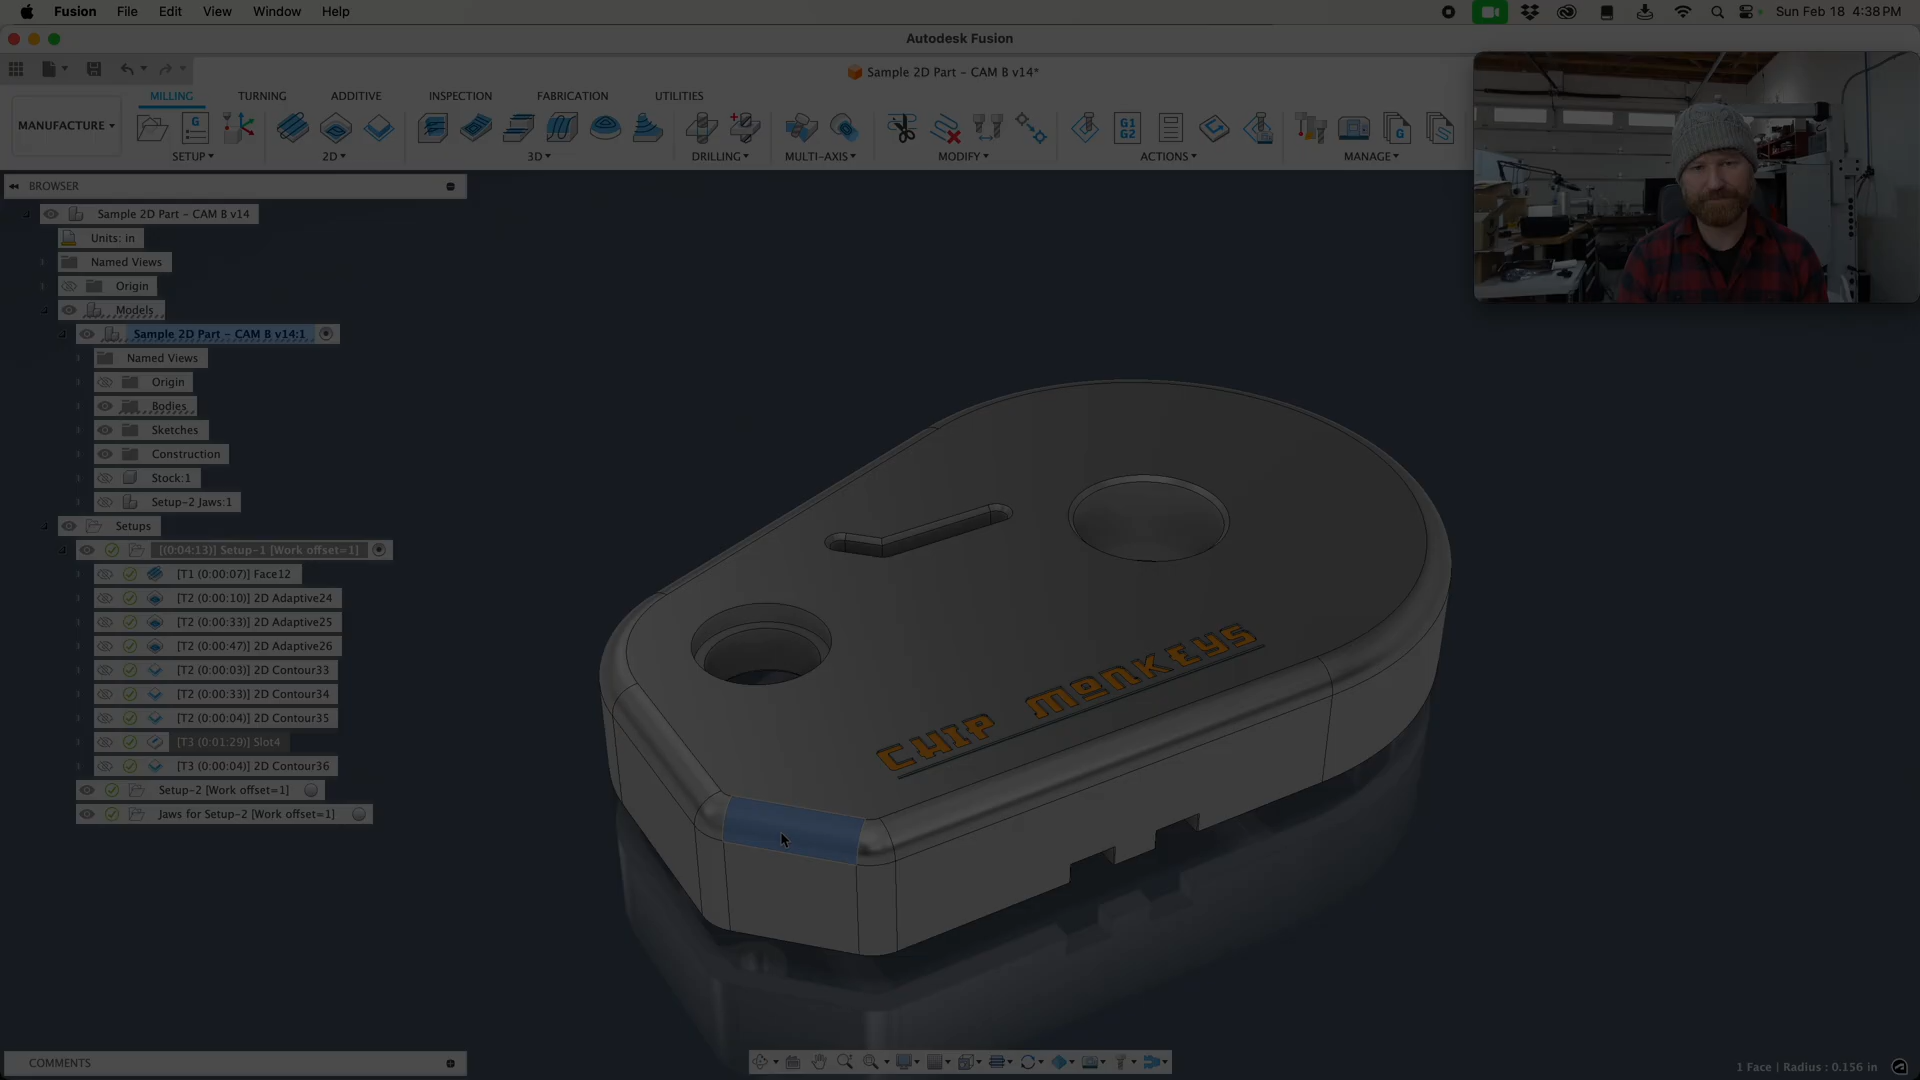 Fusion File Edit View Window Help
Sun Feb 18 4:38 PM
Autodesk Fusion
Sample 2D Part - CAM B v14*
MANUFACTURE
MILLING TURNING ADDITIVE INSPECTION FABRICATION UTILITIES
G
G1
G2
G
SETUP 2D 3D DRILLING MULTI-AXIS MODIFY ACTIONS MANAGE
BROWSER
Sample 2D Part - CAM B v14
Units: in
Named Views
Origin
Models
Sample 2D Part - CAM B v14:1
Named Views
Origin
Bodies
Sketches
Construction
Stock:1
Setup-2 Jaws:1
Setups
[(0:04:13)] Setup-1 [Work offset=1]
[T1 (0:00:07)] Face12
[T2 (0:00:10)] 2D Adaptive24
[T2 (0:00:33)] 2D Adaptive25
[T2 (0:00:47)] 2D Adaptive26
[T2 (0:00:03)] 2D Contour33
[T2 (0:00:33)] 2D Contour34
[T2 (0:00:04)] 2D Contour35
[T3 (0:01:29)] Slot4
[T3 (0:00:04)] 2D Contour36
Setup-2 [Work offset=1]
Jaws for Setup-2 [Work offset=1]
CHIP MONKEYS
COMMENTS
1 Face | Radius : 0.156 in